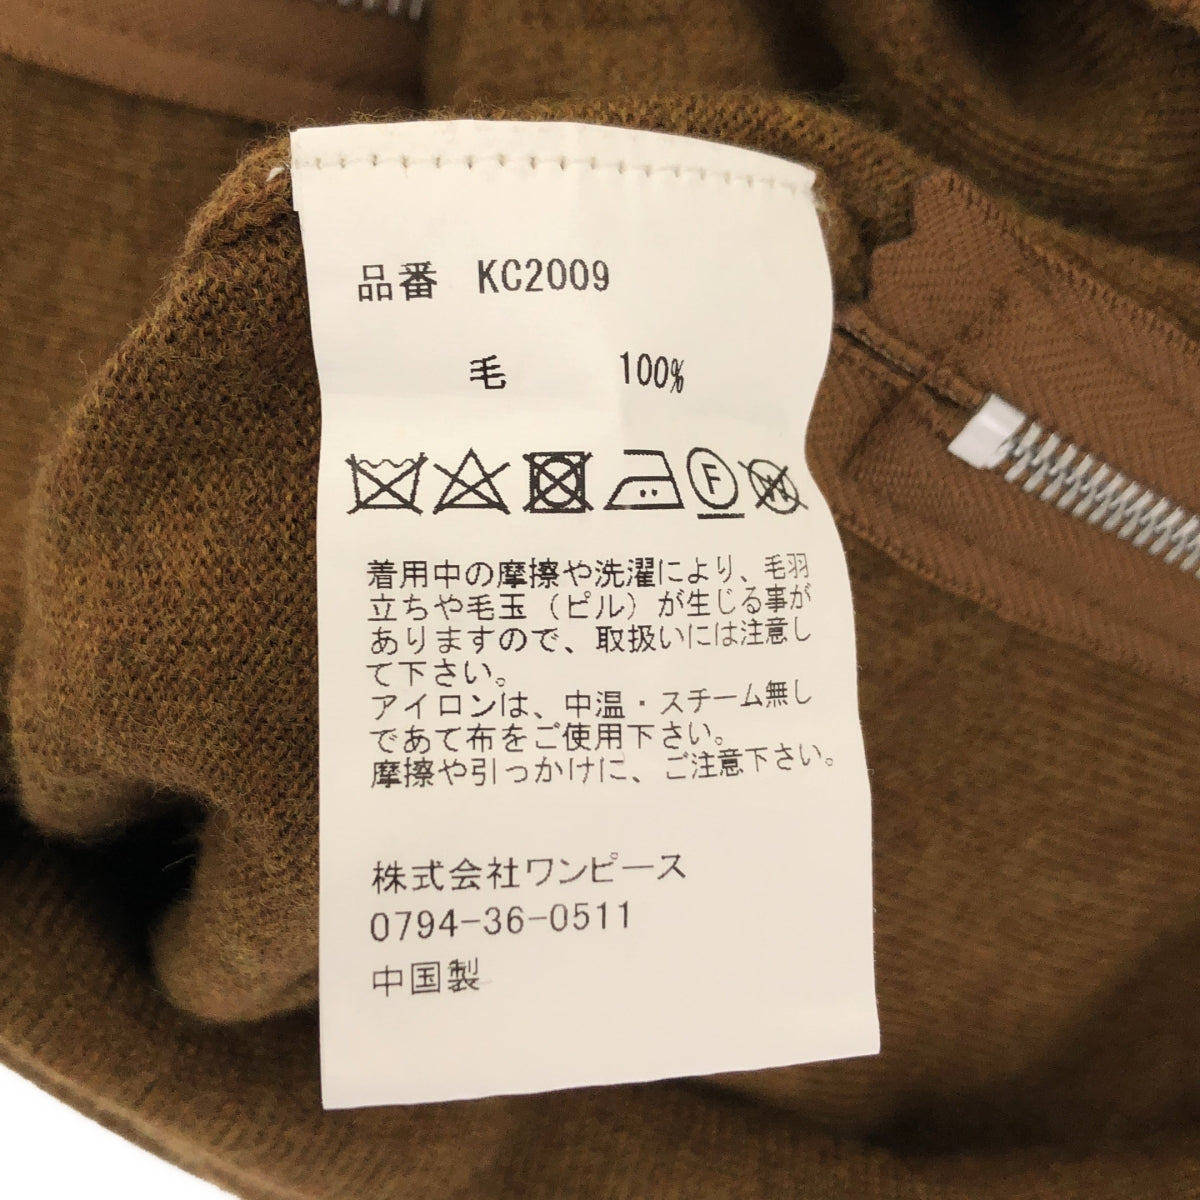 品番 KC2009
毛 100%
F
W
着用中の摩擦や洗濯により、毛羽
立ちや毛玉（ピル）が生じる事が
ありますので、取扱いには注意し
て下さい。
アイロンは、中温・スチーム無し
であて布をご使用下さい。
摩擦や引っかけに、ご注意下さい。
株式会社ワンピース
0794-36-0511
中国製